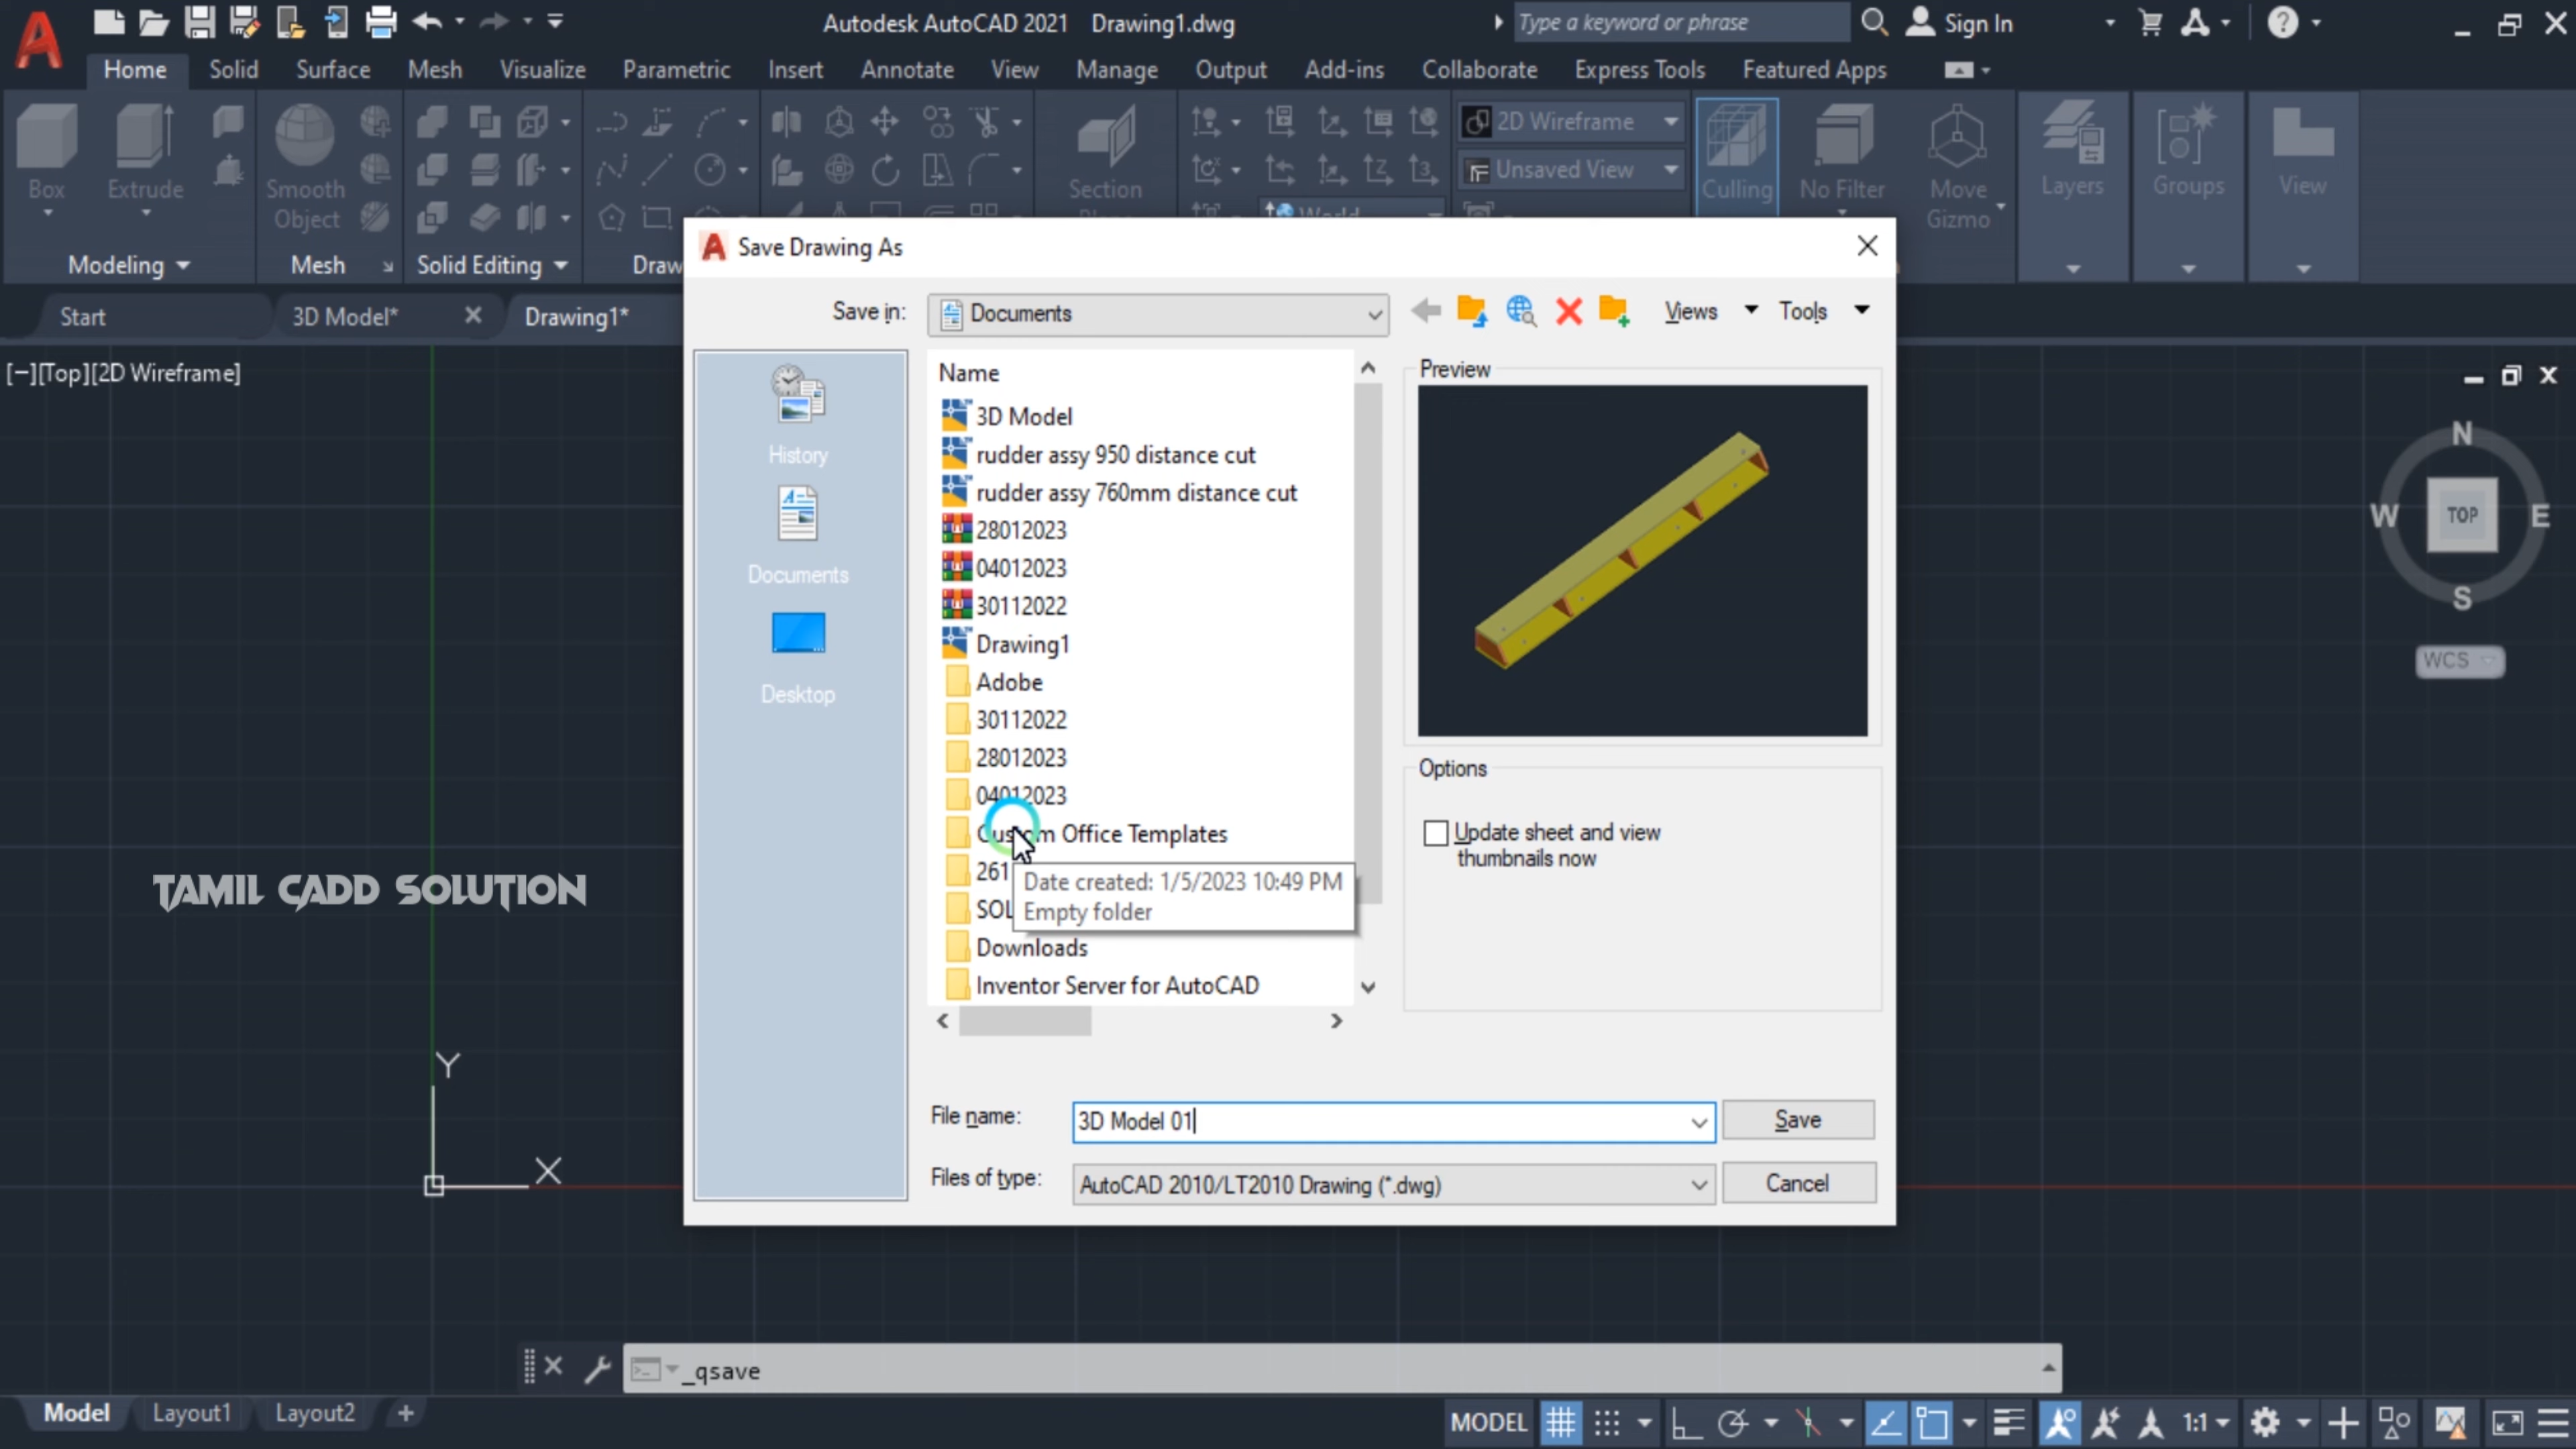 Autodesk AutoCAD 2021 Drawing1.dwg
Type a keyword or phrase
Sign In
Home Solid Surface Mesh Visualize Parametric Insert Annotate View Manage Output Add-ins Collaborate Express Tools Featured Apps
2D Wireframe
Unsaved View
Box Extrude Smooth Object Section Culling No Filter Move Gizmo Layers Groups View
World
Modeling Mesh Solid Editing Draw
Start 3D Model* Drawing1*
[−][Top][2D Wireframe]
Save Drawing As
Save in: Documents Views Tools
History
Documents
Desktop
Name
3D Model
rudder assy 950 distance cut
rudder assy 760mm distance cut
28012023
04012023
30112022
Drawing1
Adobe
30112022
28012023
04012023
Custom Office Templates
261
SOL
Downloads
Inventor Server for AutoCAD
Date created: 1/5/2023 10:49 PM
Empty folder
Preview
Options
Update sheet and view
thumbnails now
File name: 3D Model 01 Save
Files of type: AutoCAD 2010/LT2010 Drawing (*.dwg) Cancel
N
W TOP E
S
WCS
TAMIL CADD SOLUTION
Y
X
_qsave
Model Layout1 Layout2 +
MODEL 1:1